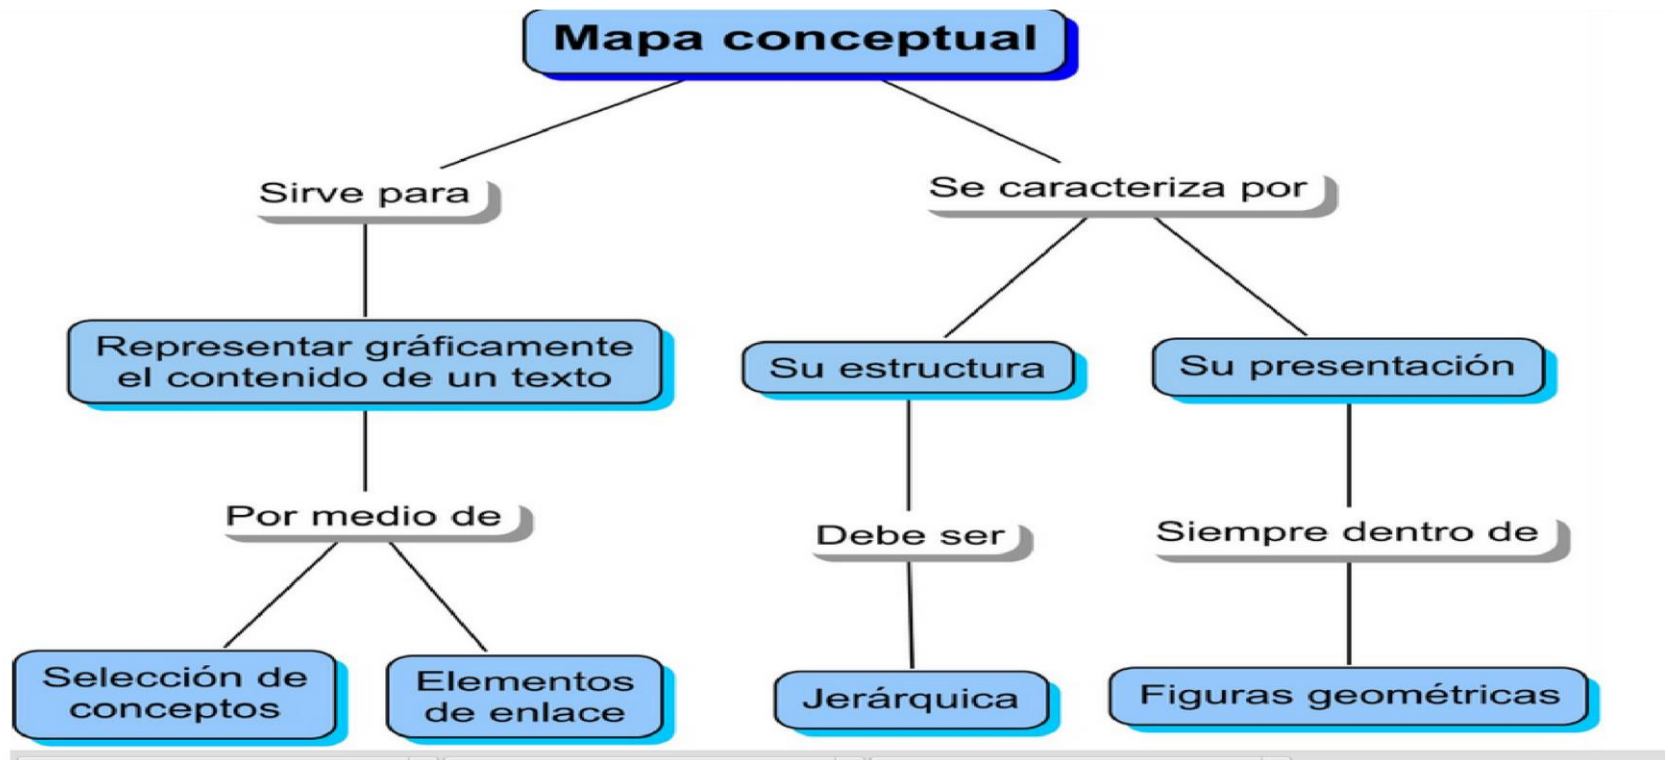 Mapa conceptual
Sirve para
Se caracteriza por
Representar gráficamente
el contenido de un texto
Su estructura
Su presentación
Por medio de
Debe ser
Siempre dentro de
Selección de
conceptos
Elementos
de enlace
Jerárquica
Figuras geométricas